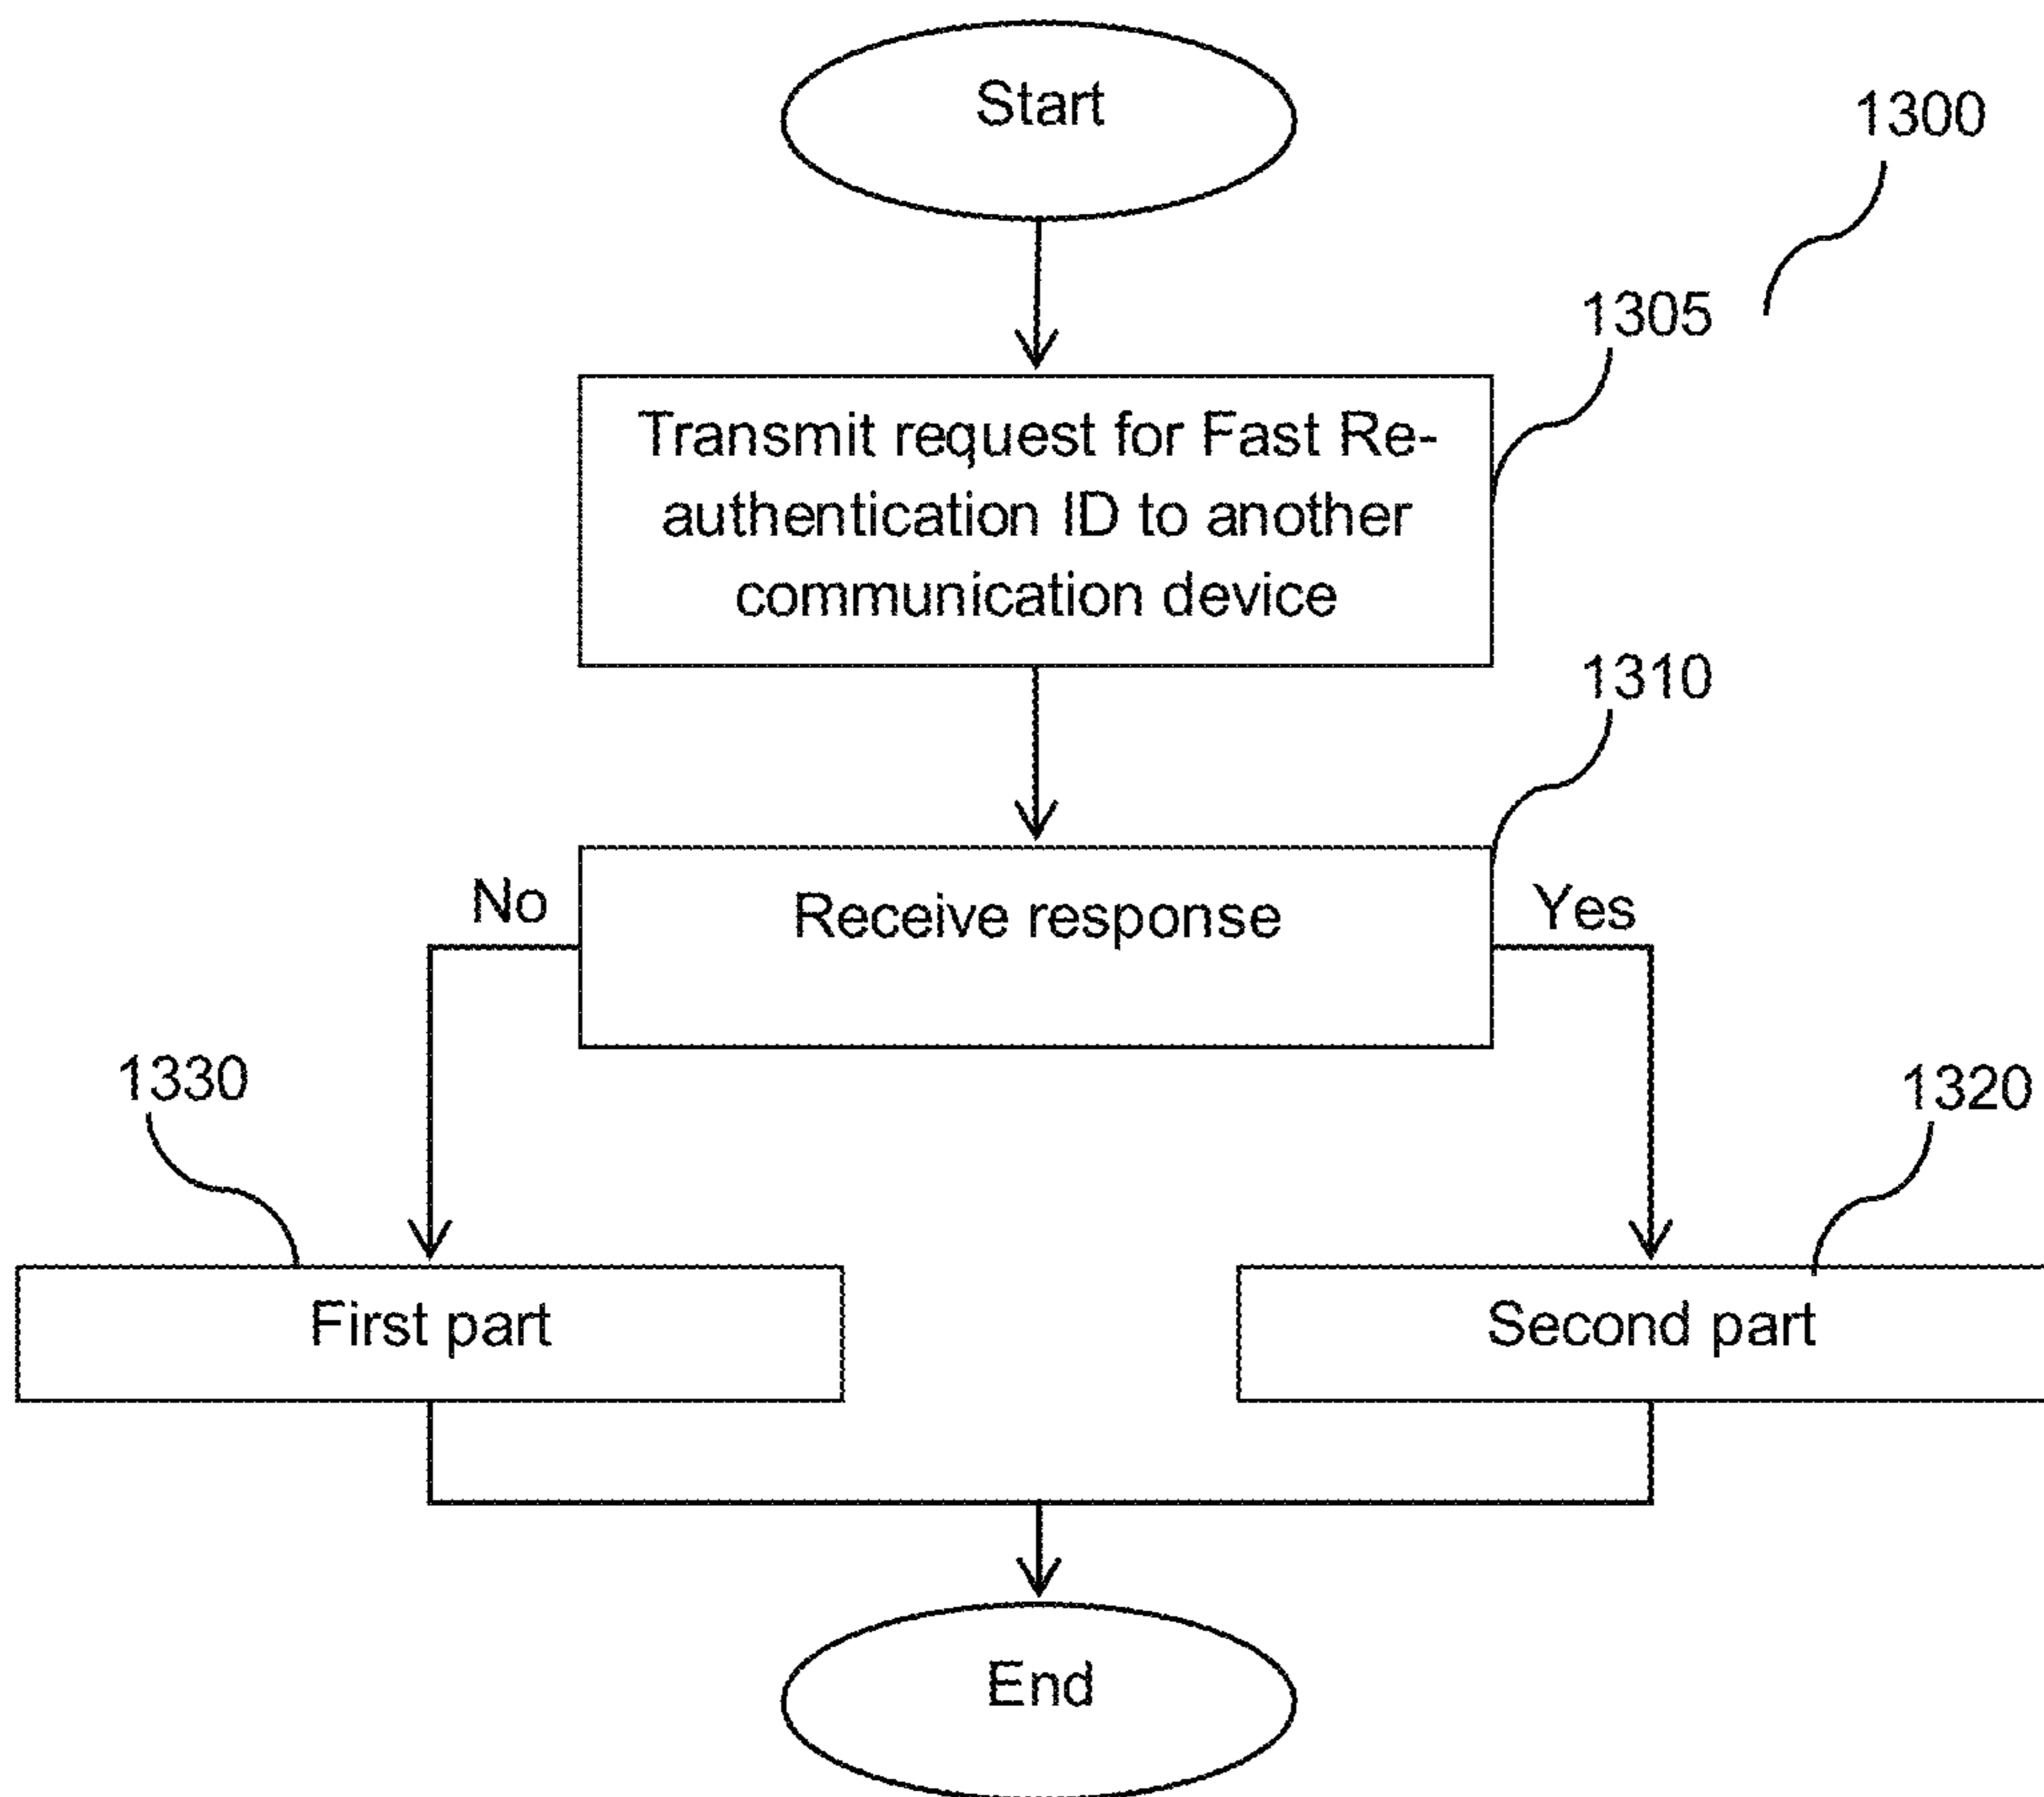 Start
1300
1305
Transmit request for Fast Re-
authentication ID to another
communication device
1310
No
Receive response
Yes
1330
1320
First part
Second part
End